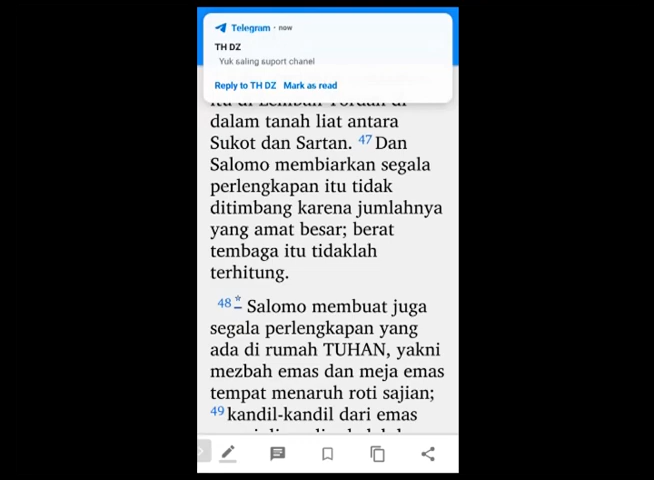 Telegram · now
TH DZ
Yuk saling suport chanel
Reply to TH DZ Mark as read
dalam tanah liat antara
Sukot dan Sartan. 47 Dan
Salomo membiarkan segala
perlengkapan itu tidak
ditimbang karena jumlahnya
yang amat besar; berat
tembaga itu tidaklah
terhitung.
48 * Salomo membuat juga
segala perlengkapan yang
ada di rumah TUHAN, yakni
mezbah emas dan meja emas
tempat menaruh roti sajian;
49 kandil-kandil dari emas